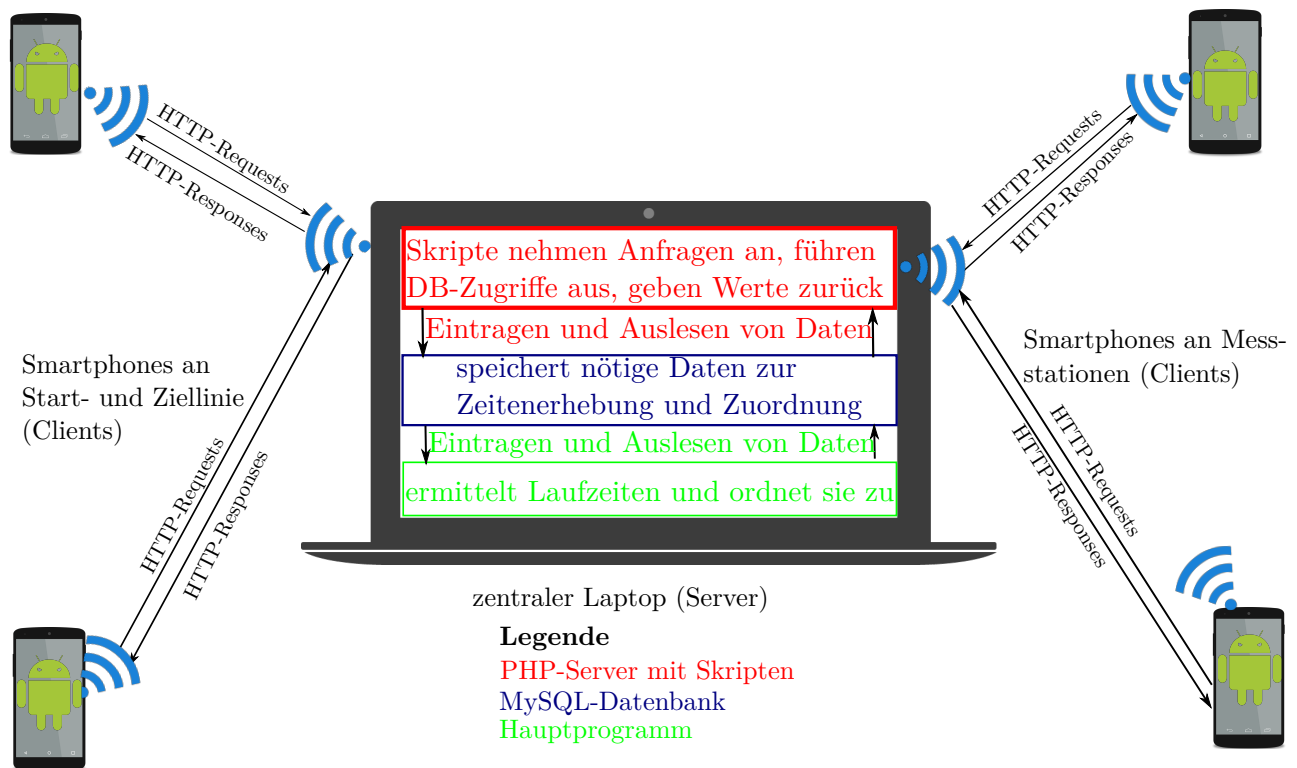 HTTP-Requests
HTTP-Responses
HTTP-Requests
HTTP-Responses
Skripte nehmen Anfragen an, führen
DB-Zugriffe aus, geben Werte zurück
Eintragen und Auslesen von Daten
speichert nötige Daten zur
Zeitenerhebung und Zuordnung
Eintragen und Auslesen von Daten
ermittelt Laufzeiten und ordnet sie zu
Smartphones an
Start- und Ziellinie
(Clients)
Smartphones an Mess-
stationen (Clients)
HTTP-Requests
HTTP-Responses
HTTP-Requests
HTTP-Responses
zentraler Laptop (Server)
Legende
PHP-Server mit Skripten
MySQL-Datenbank
Hauptprogramm